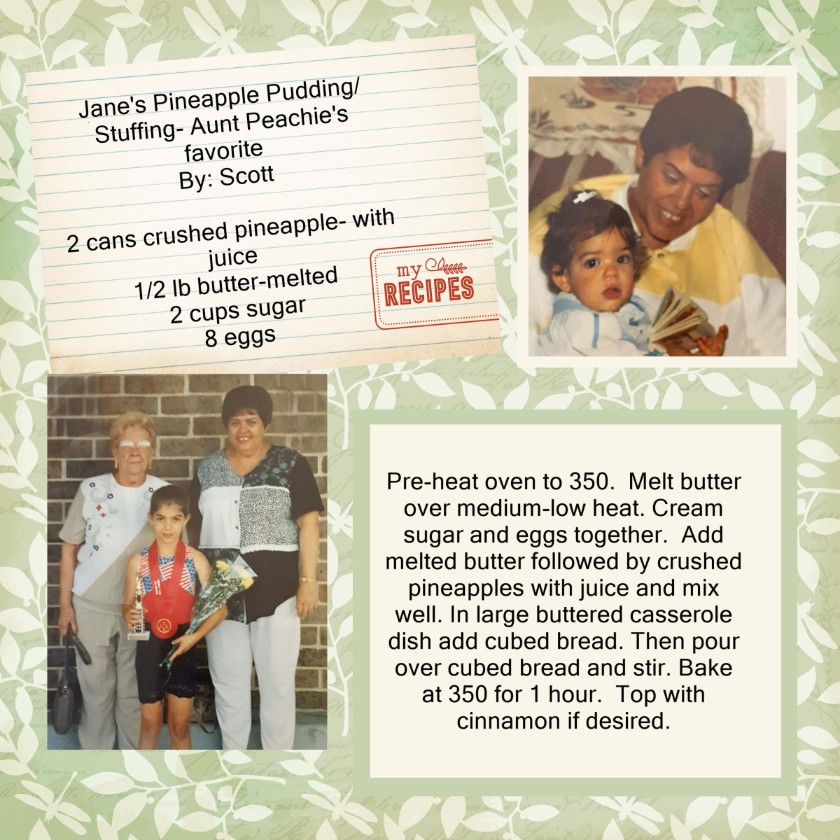 Jane's Pineapple Pudding/
Stuffing- Aunt Peachie's
favorite
By: Scott
2 cans crushed pineapple- with
juice
1/2 lb butter-melted
2 cups sugar
8 eggs
my
RECIPES
Pre-heat oven to 350.  Melt butter
over medium-low heat. Cream
sugar and eggs together.  Add
melted butter followed by crushed
pineapples with juice and mix
well. In large buttered casserole
dish add cubed bread. Then pour
over cubed bread and stir. Bake
at 350 for 1 hour.  Top with
cinnamon if desired.